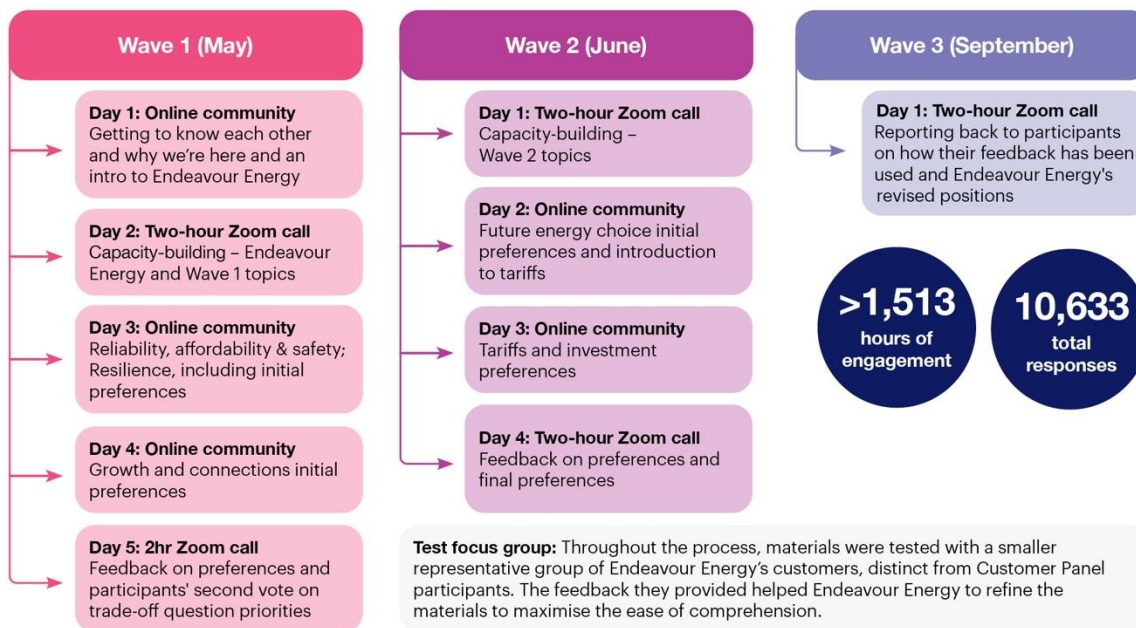 Wave 1 (May)
Day 1: Online community
Getting to know each other
and why we're here and an
intro to Endeavour Energy
Day 2: Two-hour Zoom call
Capacity-building – Endeavour
Energy and Wave 1 topics
Day 3: Online community
Reliability, affordability & safety;
Resilience, including initial
preferences
Day 4: Online community
Growth and connections initial
preferences
Day 5: 2hr Zoom call
Feedback on preferences and
participants' second vote on
trade-off question priorities
Wave 2 (June)
Day 1: Two-hour Zoom call
Capacity-building –
Wave 2 topics
Day 2: Online community
Future energy choice initial
preferences and introduction
to tariffs
Day 3: Online community
Tariffs and investment
preferences
Day 4: Two-hour Zoom call
Feedback on preferences and
final preferences
Wave 3 (September)
Day 1: Two-hour Zoom call
Reporting back to participants
on how their feedback has been
used and Endeavour Energy's
revised positions
>1,513
hours of
engagement
10,633
total
responses
Test focus group: Throughout the process, materials were tested with a smaller
representative group of Endeavour Energy's customers, distinct from Customer Panel
participants. The feedback they provided helped Endeavour Energy to refine the
materials to maximise the ease of comprehension.